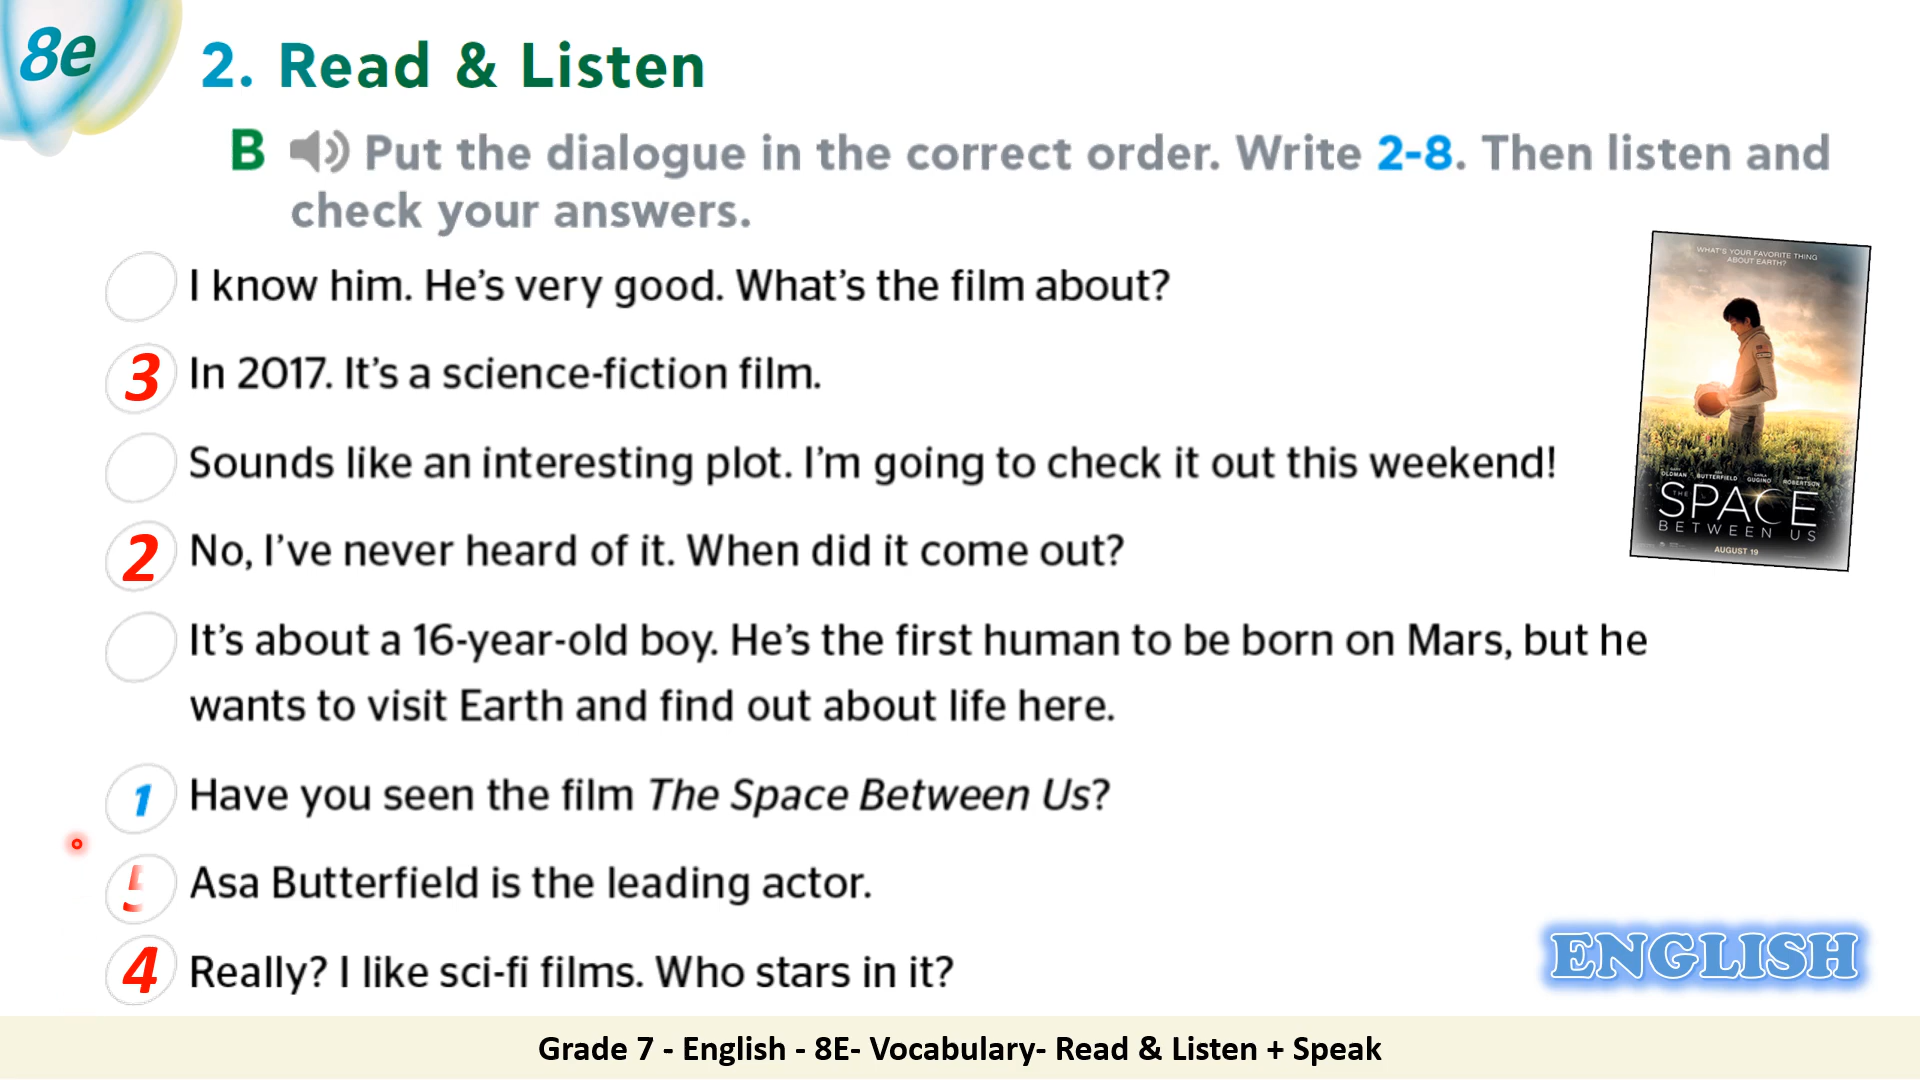 8e
2. Read & Listen
B Put the dialogue in the correct order. Write 2-8. Then listen and
check your answers.
I know him. He's very good. What's the film about?
3 In 2017. It's a science-fiction film.
Sounds like an interesting plot. I'm going to check it out this weekend!
2 No, I've never heard of it. When did it come out?
It's about a 16-year-old boy. He's the first human to be born on Mars, but he
wants to visit Earth and find out about life here.
1 Have you seen the film The Space Between Us?
5 Asa Butterfield is the leading actor.
4 Really? I like sci-fi films. Who stars in it?
WHAT'S YOUR FAVORITE THING
ABOUT EARTH?
OLDMAN BUTTERFIELD GUGINO ROBERTSON
THE
SPACE
BETWEEN US
AUGUST 19
ENGLISH
Grade 7 - English - 8E- Vocabulary- Read & Listen + Speak